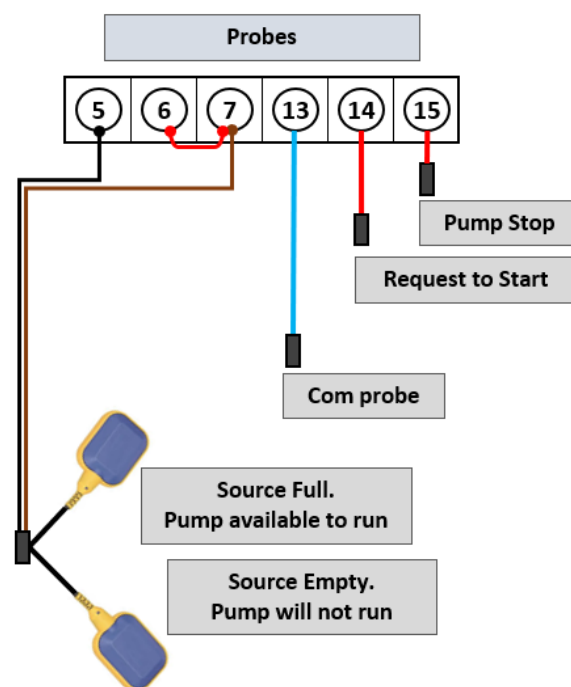 Probes
5 6 7 13 14 15
Pump Stop
Request to Start
Com probe
Source Full.
Pump available to run
Source Empty.
Pump will not run